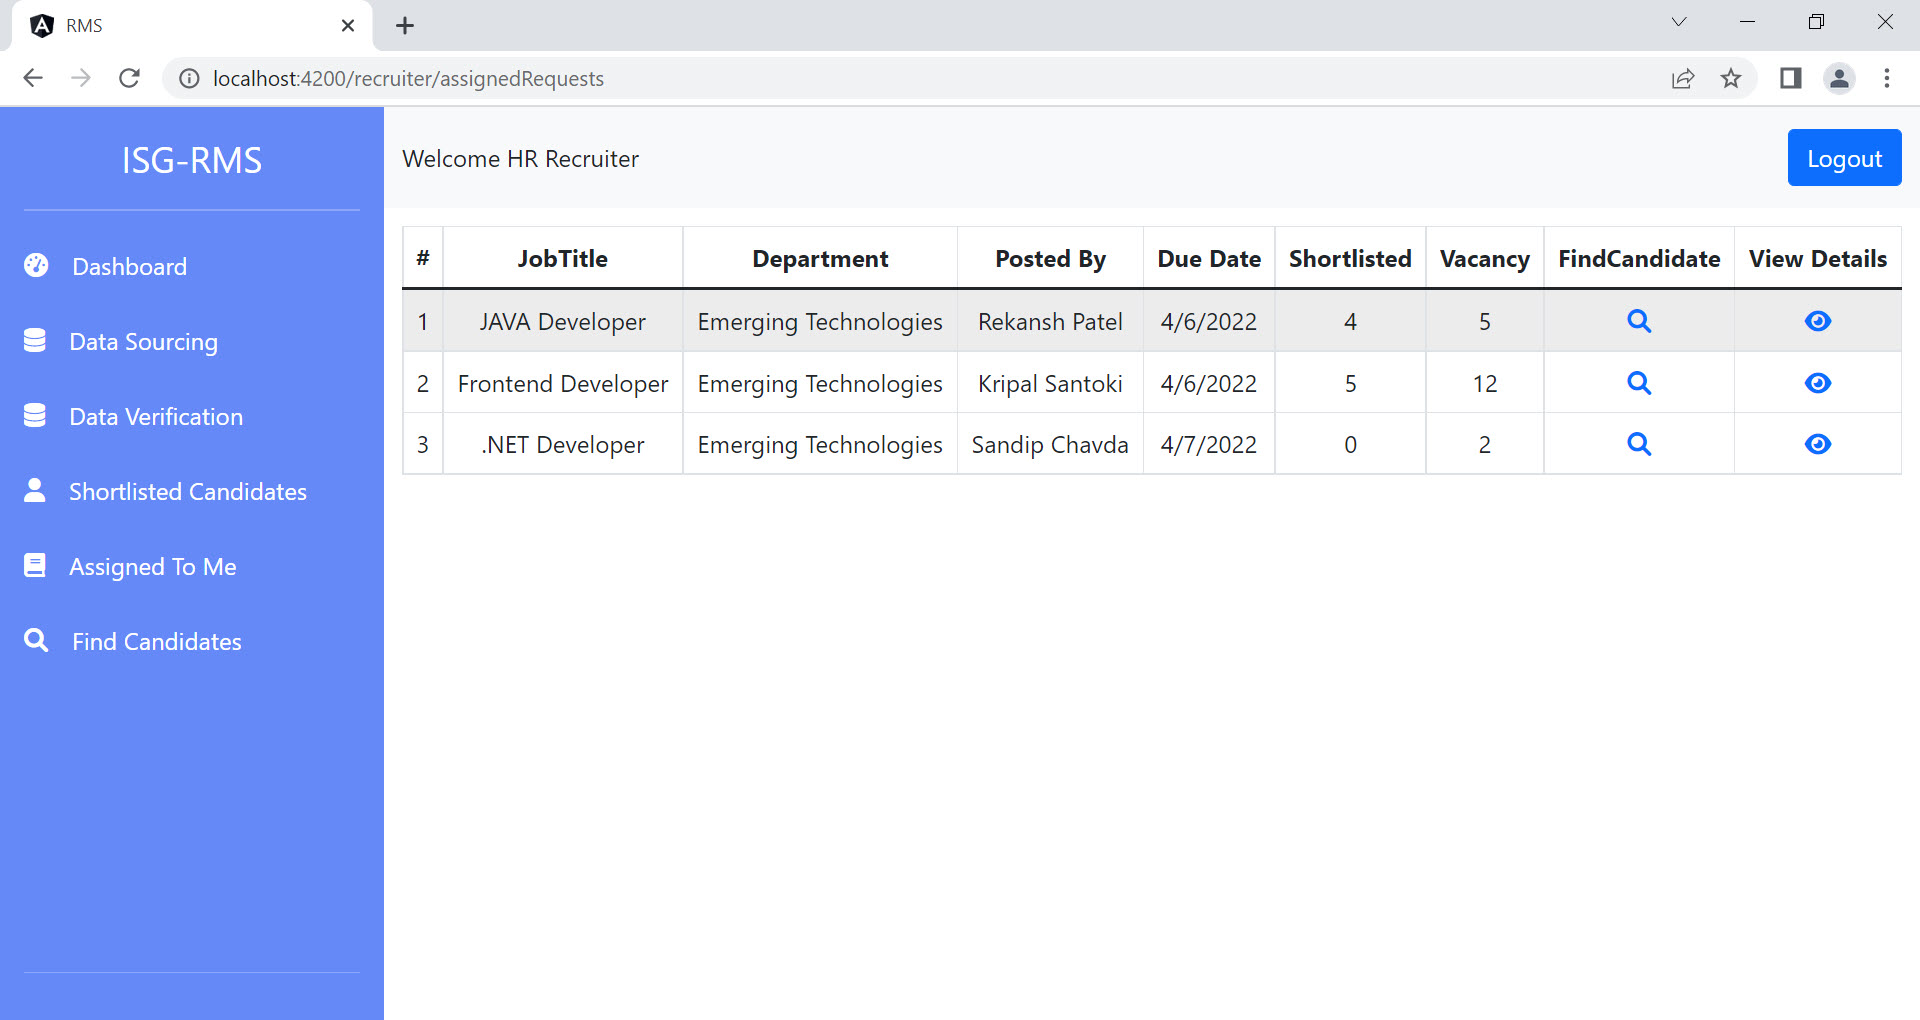 RMS
localhost:4200/recruiter/assignedRequests
ISG-RMS
Dashboard
Data Sourcing
Data Verification
Shortlisted Candidates
Assigned To Me
Find Candidates
Welcome HR Recruiter
Logout
# JobTitle Department Posted By Due Date Shortlisted Vacancy FindCandidate View Details
1 JAVA Developer Emerging Technologies Rekansh Patel 4/6/2022 4 5
2 Frontend Developer Emerging Technologies Kripal Santoki 4/6/2022 5 12
3 .NET Developer Emerging Technologies Sandip Chavda 4/7/2022 0 2